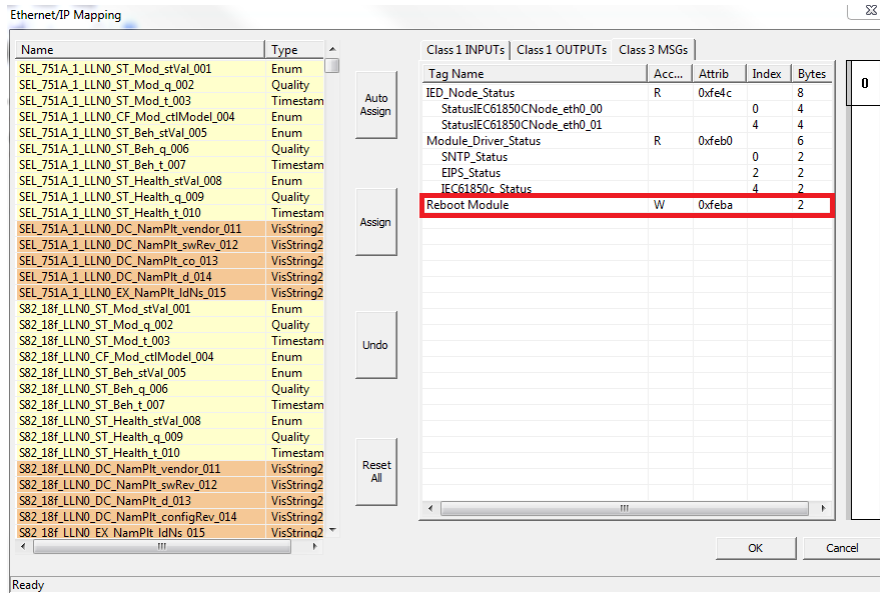 Ethernet/IP Mapping
Name Type
SEL_751A_1_LLN0_ST_Mod_stVal_001 Enum
SEL_751A_1_LLN0_ST_Mod_q_002 Quality
SEL_751A_1_LLN0_ST_Mod_t_003 Timestam
SEL_751A_1_LLN0_CF_Mod_ctlModel_004 Enum
SEL_751A_1_LLN0_ST_Beh_stVal_005 Enum
SEL_751A_1_LLN0_ST_Beh_q_006 Quality
SEL_751A_1_LLN0_ST_Beh_t_007 Timestam
SEL_751A_1_LLN0_ST_Health_stVal_008 Enum
SEL_751A_1_LLN0_ST_Health_q_009 Quality
SEL_751A_1_LLN0_ST_Health_t_010 Timestam
SEL_751A_1_LLN0_DC_NamPlt_vendor_011 VisString2
SEL_751A_1_LLN0_DC_NamPlt_swRev_012 VisString2
SEL_751A_1_LLN0_DC_NamPlt_co_013 VisString2
SEL_751A_1_LLN0_DC_NamPlt_d_014 VisString2
SEL_751A_1_LLN0_EX_NamPlt_ldNs_015 VisString2
S82_18f_LLN0_ST_Mod_stVal_001 Enum
S82_18f_LLN0_ST_Mod_q_002 Quality
S82_18f_LLN0_ST_Mod_t_003 Timestam
S82_18f_LLN0_CF_Mod_ctlModel_004 Enum
S82_18f_LLN0_ST_Beh_stVal_005 Enum
S82_18f_LLN0_ST_Beh_q_006 Quality
S82_18f_LLN0_ST_Beh_t_007 Timestam
S82_18f_LLN0_ST_Health_stVal_008 Enum
S82_18f_LLN0_ST_Health_q_009 Quality
S82_18f_LLN0_ST_Health_t_010 Timestam
S82_18f_LLN0_DC_NamPlt_vendor_011 VisString2
S82_18f_LLN0_DC_NamPlt_swRev_012 VisString2
S82_18f_LLN0_DC_NamPlt_d_013 VisString2
S82_18f_LLN0_DC_NamPlt_configRev_014 VisString2
S82_18f_LLN0_EX_NamPlt_ldNs_015 VisString2
Auto
Assign
Assign
Undo
Reset
All
Class 1 INPUTs Class 1 OUTPUTs Class 3 MSGs
Tag Name Acc... Attrib Index Bytes
IED_Node_Status R 0xfe4c 8
StatusIEC61850CNode_eth0_00 0 4
StatusIEC61850CNode_eth0_01 4 4
Module_Driver_Status R 0xfeb0 6
SNTP_Status 0 2
EIPS_Status 2 2
IEC61850c_Status 4 2
Reboot Module W 0xfeba 2
0
OK Cancel
Ready